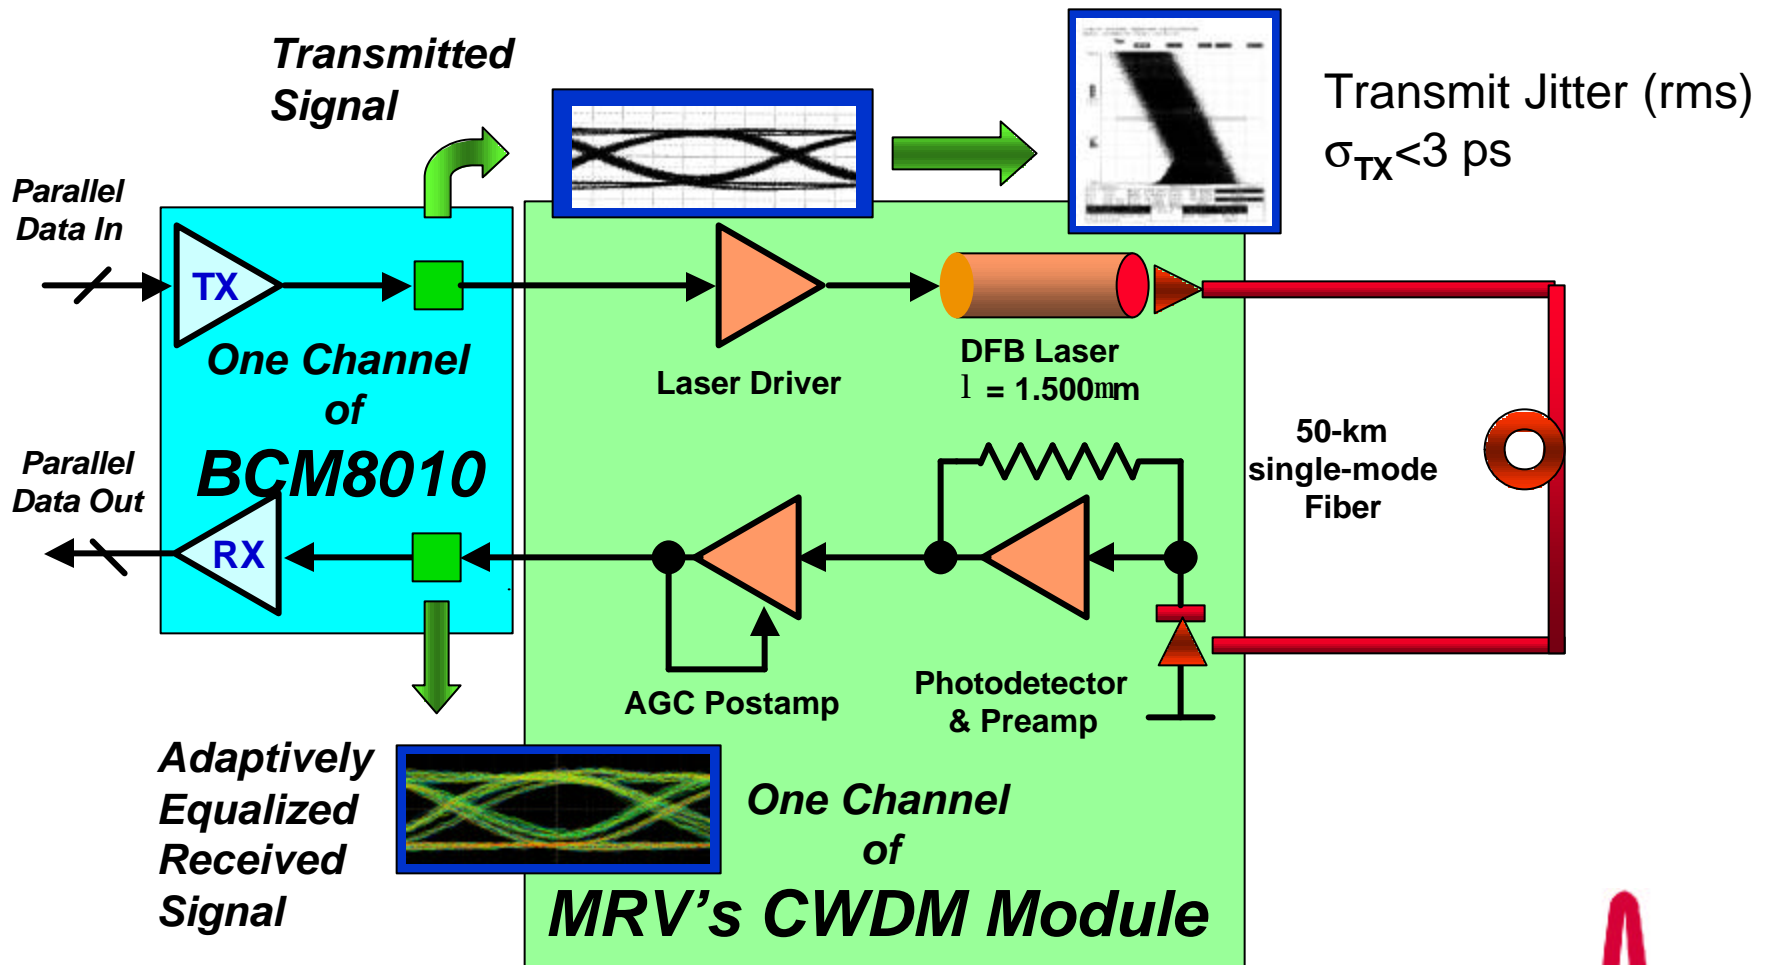 Transmitted
Signal
Transmit Jitter (rms)
σTX<3 ps
Parallel
Data In
TX
One Channel
of
BCM8010
Laser Driver
DFB Laser
l = 1.500mm
50-km
single-mode
Fiber
Parallel
Data Out
RX
AGC Postamp
Photodetector
& Preamp
Adaptively
Equalized
Received
Signal
One Channel
of
MRV's CWDM Module